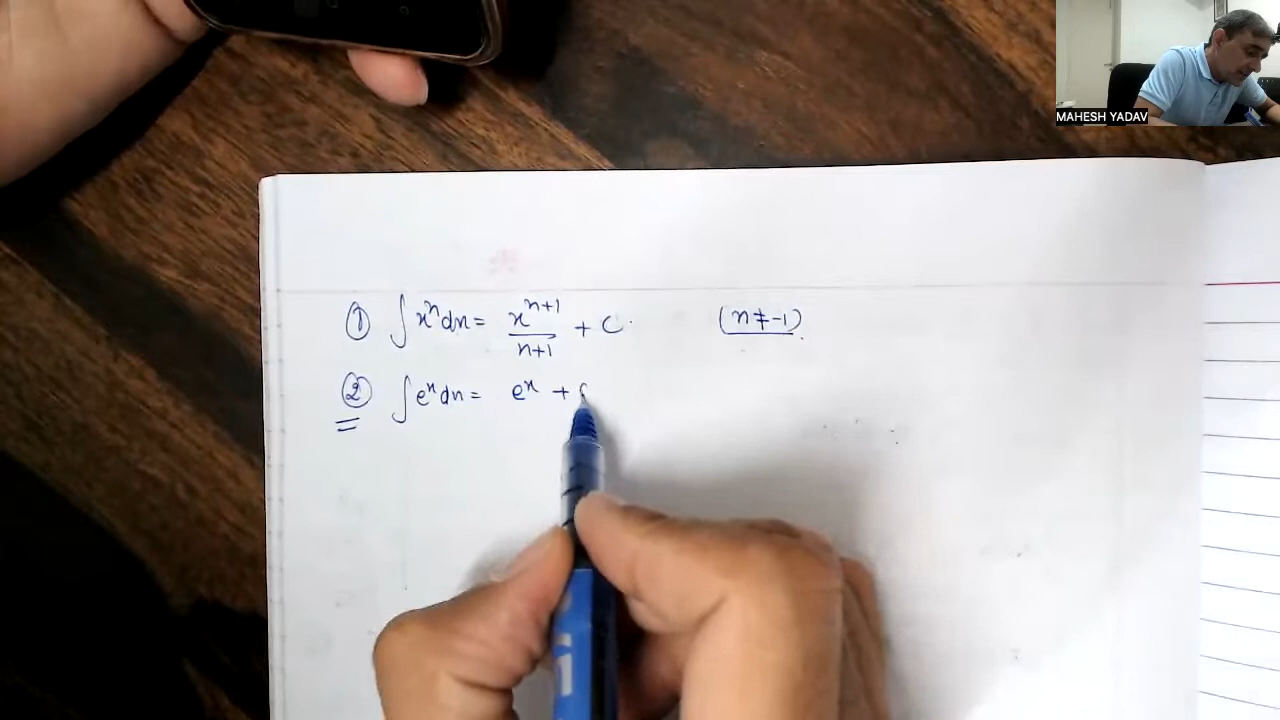 MAHESH YADAV
① ∫xⁿdx = xⁿ⁺¹/n+1 + C. (n≠-1).
② ∫eˣdx = eˣ + C